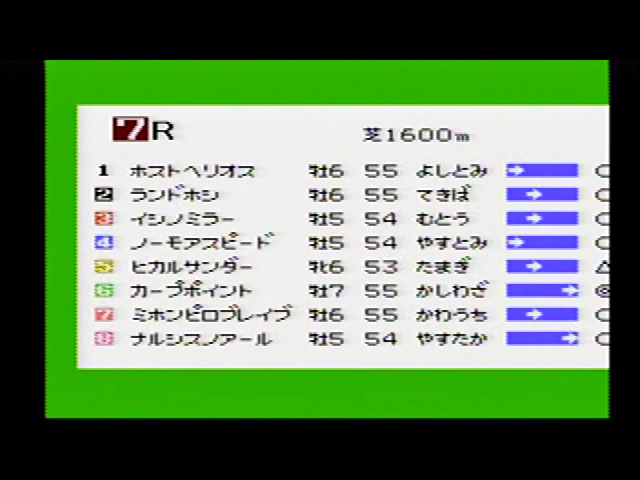 7R 芝1600m
1 ホストヘリオス 牡6 55 よしとみ → ○
2 ランドホシ 牡6 55 てきば → ○
3 イシノミラー 牡5 54 むとう → ○
4 ノーモアスピード 牡5 54 やすとみ → ○
5 ヒカルサンダー 牝6 53 たまぎ → △
6 カープポイント 牡7 55 かしわざ → ◎
7 ミホンビロブレイブ 牡6 55 かわうち → ○
8 ナルシスノアール 牡5 54 やすたか →